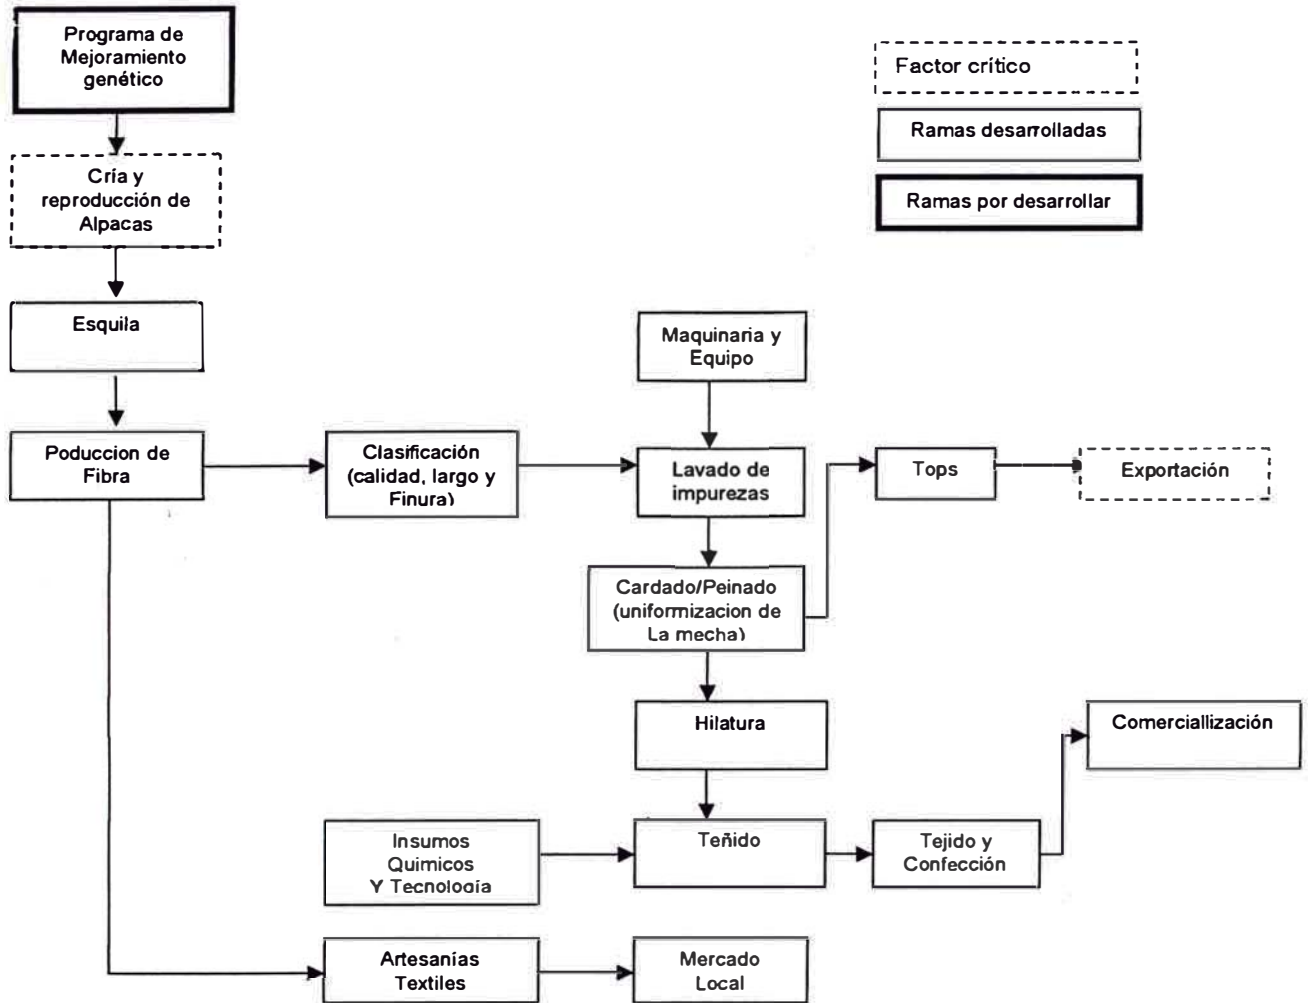 Programa de
Mejoramiento
genético
Factor crítico
Ramas desarrolladas
Ramas por desarrollar
Cría y
reproducción de
Alpacas
Esquila
Maquinaria y
Equipo
Poduccion de
Fibra
Clasificación
(calidad, largo y
Finura)
Lavado de
impurezas
Tops
Exportación
Cardado/Peinado
(uniformizacion de
La mecha)
Hilatura
Comerciallización
Insumos
Quimicos
Y Tecnología
Teñido
Tejido y
Confección
Artesanías
Textiles
Mercado
Local